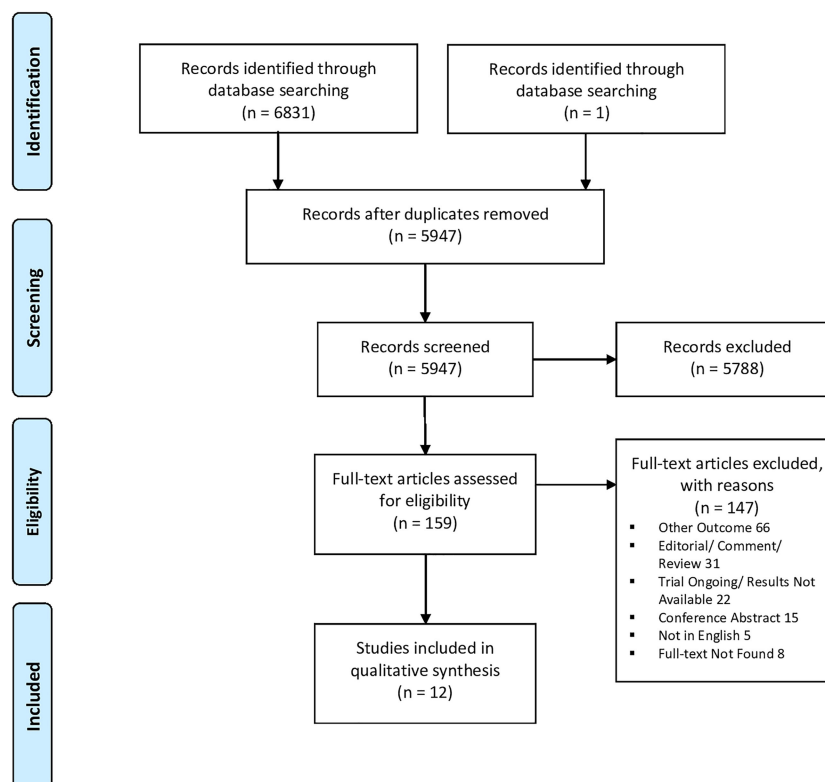 Identification
Records identified through
database searching
(n = 6831)
Records identified through
database searching
(n = 1)
Records after duplicates removed
(n = 5947)
Screening
Records screened
(n = 5947)
Records excluded
(n = 5788)
Eligibility
Full-text articles assessed
for eligibility
(n = 159)
Full-text articles excluded,
with reasons
(n = 147)
▪ Other Outcome 66
▪ Editorial/ Comment/
Review 31
▪ Trial Ongoing/ Results Not
Available 22
▪ Conference Abstract 15
▪ Not in English 5
▪ Full-text Not Found 8
Included
Studies included in
qualitative synthesis
(n = 12)